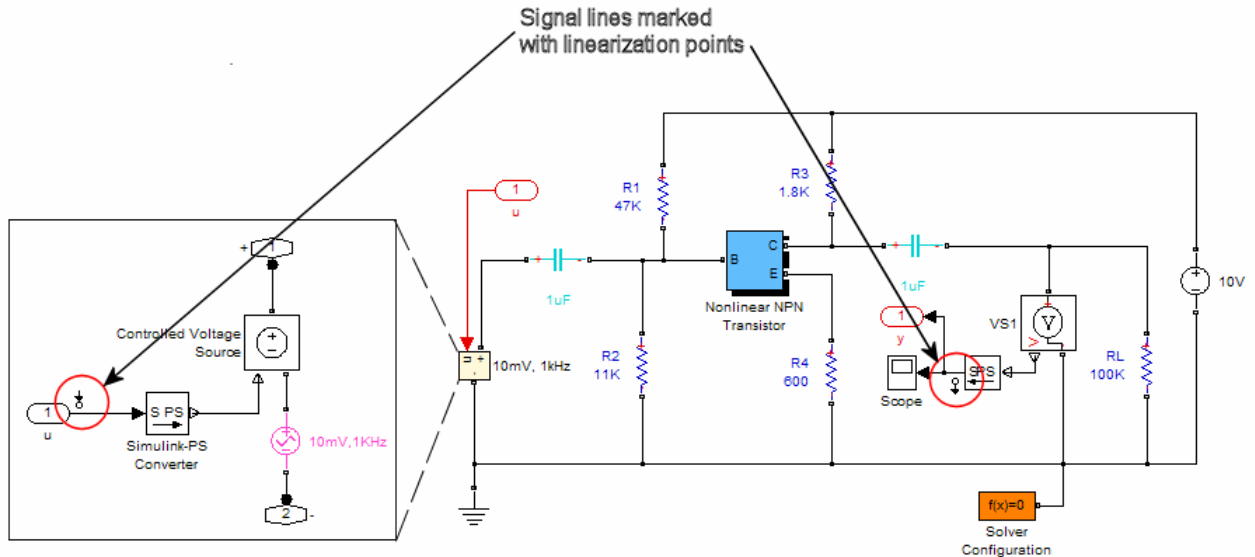 Signal lines marked
with linearization points
R3
1.8K
R1
47K
1
u
+ 1
C
B
E
+ -
1uF
Nonlinear NPN
Transistor
+ -
1uF
+
-
10V
Controlled Voltage
Source
+
-
1
y
VS1
V
u + -
10mV, 1kHz
R2
11K
R4
600
Scope
S PS
RL
100K
1
u
S PS
Simulink-PS
Converter
10mV,1KHz
2 -
f(x)=0
Solver
Configuration